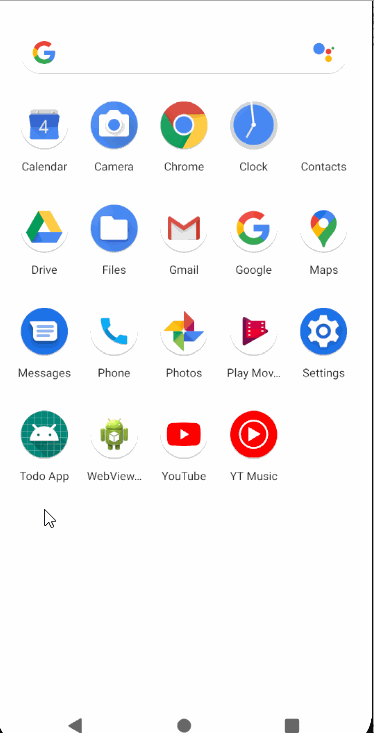 4
Calendar Camera Chrome Clock Contacts
Drive Files Gmail Google Maps
Messages Phone Photos Play Mov... Settings
Todo App WebView... YouTube YT Music